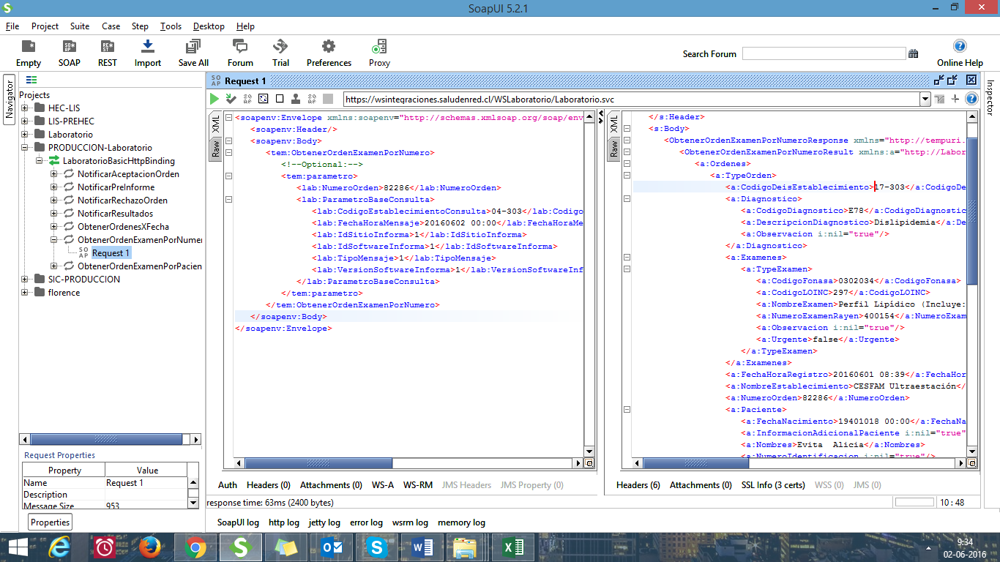 SoapUI 5.2.1
File Project Suite Case Step Tools Desktop Help
Empty SOAP REST Import Save All Forum Trial Preferences Proxy
Search Forum
Online Help
Navigator
Projects
HEC-LIS
LIS-PREHEC
Laboratorio
PRODUCCION-Laboratorio
LaboratorioBasicHttpBinding
NotificarAceptacionOrden
NotificarPreInforme
NotificarRechazoOrden
NotificarResultados
ObtenerOrdenesXFecha
ObtenerOrdenExamenPorNumer
Request 1
ObtenerOrdenExamenPorPacien
SIC-PRODUCCION
florence
Request Properties
Property Value
Name Request 1
Description
Message Size 953
Properties
Request 1
https://wsintegraciones.saludenred.cl/WSLaboratorio/Laboratorio.svc
XML
Raw
<soapenv:Envelope xmlns:soapenv="http://schemas.xmlsoap.org/soap/env
<soapenv:Header/>
<soapenv:Body>
<tem:ObtenerOrdenExamenPorNumero>
<!--Optional:-->
<tem:parametro>
<lab:NumeroOrden>82286</lab:NumeroOrden>
<lab:ParametroBaseConsulta>
<lab:CodigoEstablecimientoConsulta>04-303</lab:Codigo
<lab:FechaHoraMensaje>20160602 00:00</lab:FechaHoraMe
<lab:IdSitioInforma>1</lab:IdSitioInforma>
<lab:IdSoftwareInforma>1</lab:IdSoftwareInforma>
<lab:TipoMensaje>1</lab:TipoMensaje>
<lab:VersionSoftwareInforma>1</lab:VersionSoftwareInf
</lab:ParametroBaseConsulta>
</tem:parametro>
</tem:ObtenerOrdenExamenPorNumero>
</soapenv:Body>
</soapenv:Envelope>
XML
Raw
</s:Header>
<s:Body>
<ObtenerOrdenExamenPorNumeroResponse xmlns="http://tempuri.
<ObtenerOrdenExamenPorNumeroResult xmlns:a="http://Labor
<a:Ordenes>
<a:TypeOrden>
<a:CodigoDeisEstablecimiento>17-303</a:CodigoDe
<a:Diagnostico>
<a:CodigoDiagnostico>E78</a:CodigoDiagnostic
<a:DescripcionDiagnostico>Dislipidemia</a:De
<a:Observacion i:nil="true"/>
</a:Diagnostico>
<a:Examenes>
<a:TypeExamen>
<a:CodigoFonasa>0302034</a:CodigoFonasa>
<a:CodigoLOINC>297</a:CodigoLOINC>
<a:NombreExamen>Perfil Lipídico (Incluye:
<a:NumeroExamenRayen>400154</a:NumeroExam
<a:Observacion i:nil="true"/>
<a:Urgente>false</a:Urgente>
</a:TypeExamen>
</a:Examenes>
<a:FechaHoraRegistro>20160601 08:39</a:FechaHor
<a:NombreEstablecimiento>CESFAM Ultraestación</
<a:NumeroOrden>82286</a:NumeroOrden>
<a:Paciente>
<a:FechaNacimiento>19401018 00:00</a:FechaNa
<a:InformacionAdicionalPaciente i:nil="true"
<a:Nombres>Evita  Alicia</a:Nombres>
<a:NumeroIdentificacion i:nil="true"/>
Inspector
Auth Headers (0) Attachments (0) WS-A WS-RM JMS Headers JMS Property (0)
Headers (6) Attachments (0) SSL Info (3 certs) WSS (0) JMS (0)
response time: 63ms (2400 bytes)
10 : 48
SoapUI log http log jetty log error log wsrm log memory log
9:34
02-06-2016